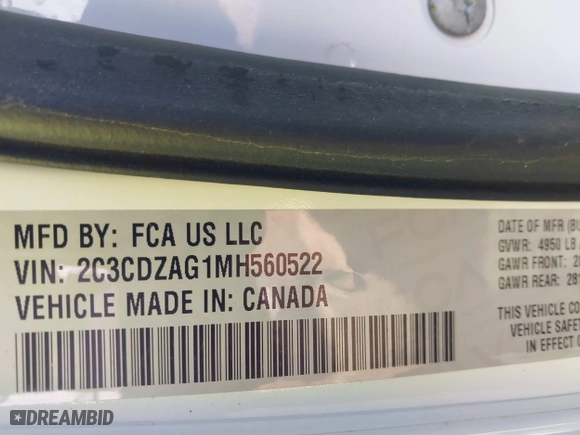 MFD BY: FCA US LLC
VIN: 2C3CDZAG1MH560522
VEHICLE MADE IN: CANADA
DATE OF MFR
GVWR: 4950 LB
GAWR FRONT:
GAWR REAR:
THIS VEHICLE
VEHICLE
IN EFFECT
DREAMBID